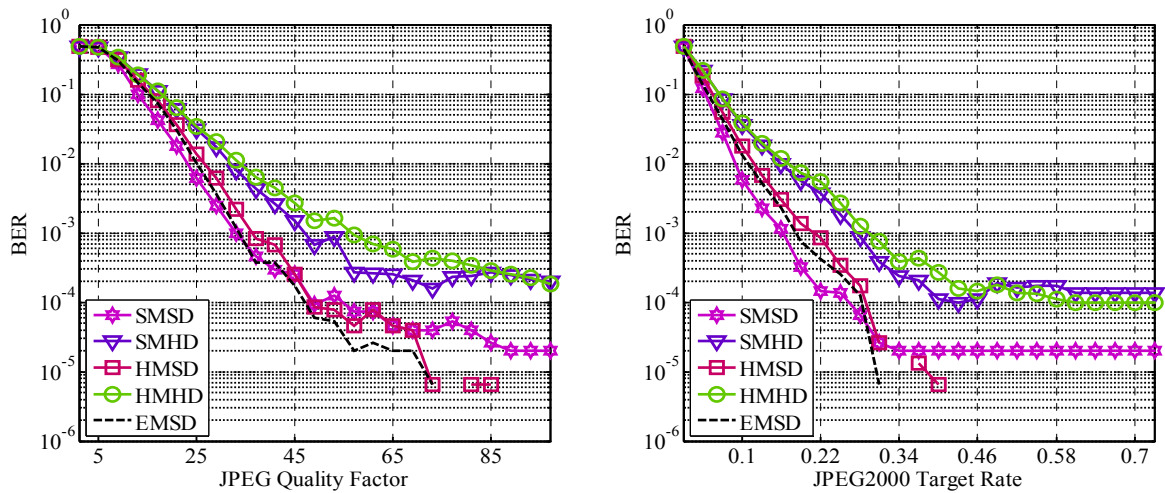 10^0
10^-1
10^-2
10^-3
10^-4
10^-5
10^-6
BER
SMSD
SMHD
HMSD
HMHD
EMSD
5 25 45 65 85
JPEG Quality Factor
10^0
10^-1
10^-2
10^-3
10^-4
10^-5
10^-6
BER
SMSD
SMHD
HMSD
HMHD
EMSD
0.1 0.22 0.34 0.46 0.58 0.7
JPEG2000 Target Rate